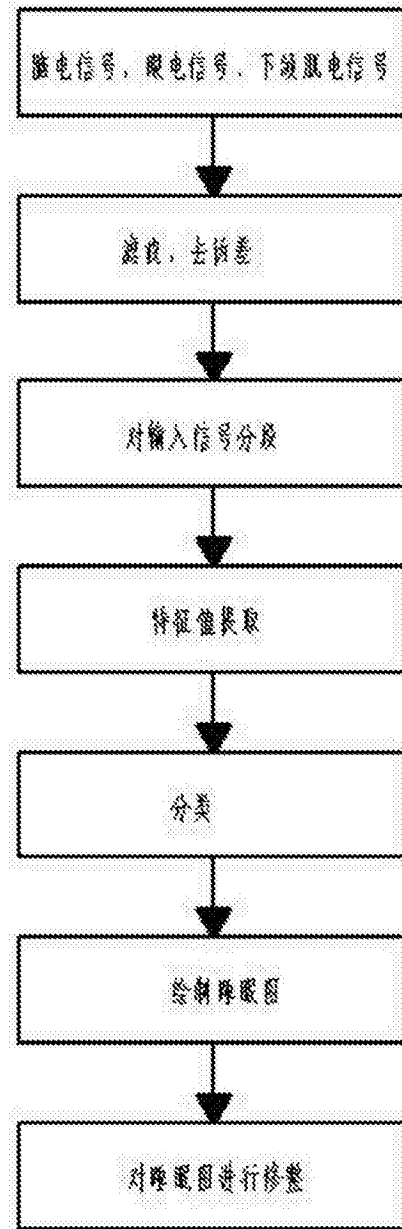 脑电信号、眼电信号、下颌肌电信号
滤波、去伪差
对输入信号分段
特征值提取
分类
绘制睡眠图
对睡眠图进行修整